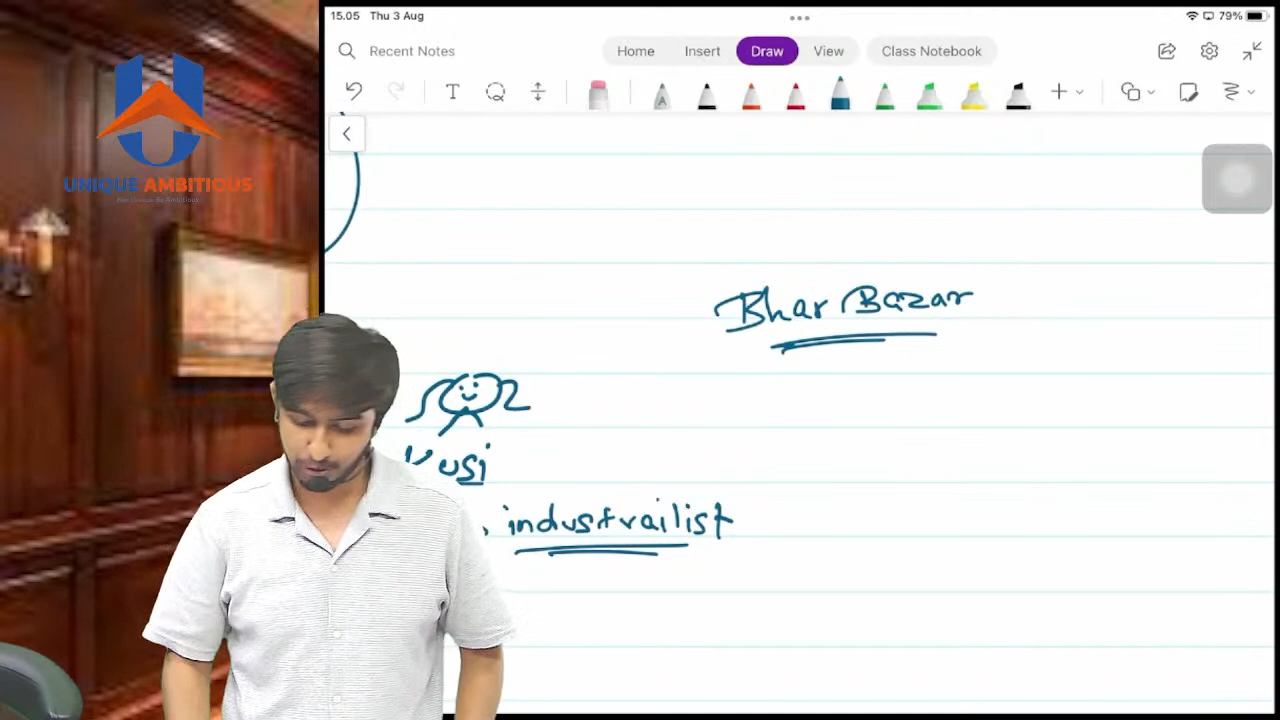 15.05 Thu 3 Aug
79%
Recent Notes
Home Insert Draw View Class Notebook
T
A
UNIQUE AMBITIOUS
Bhar Bazar
Kusi
industrailist